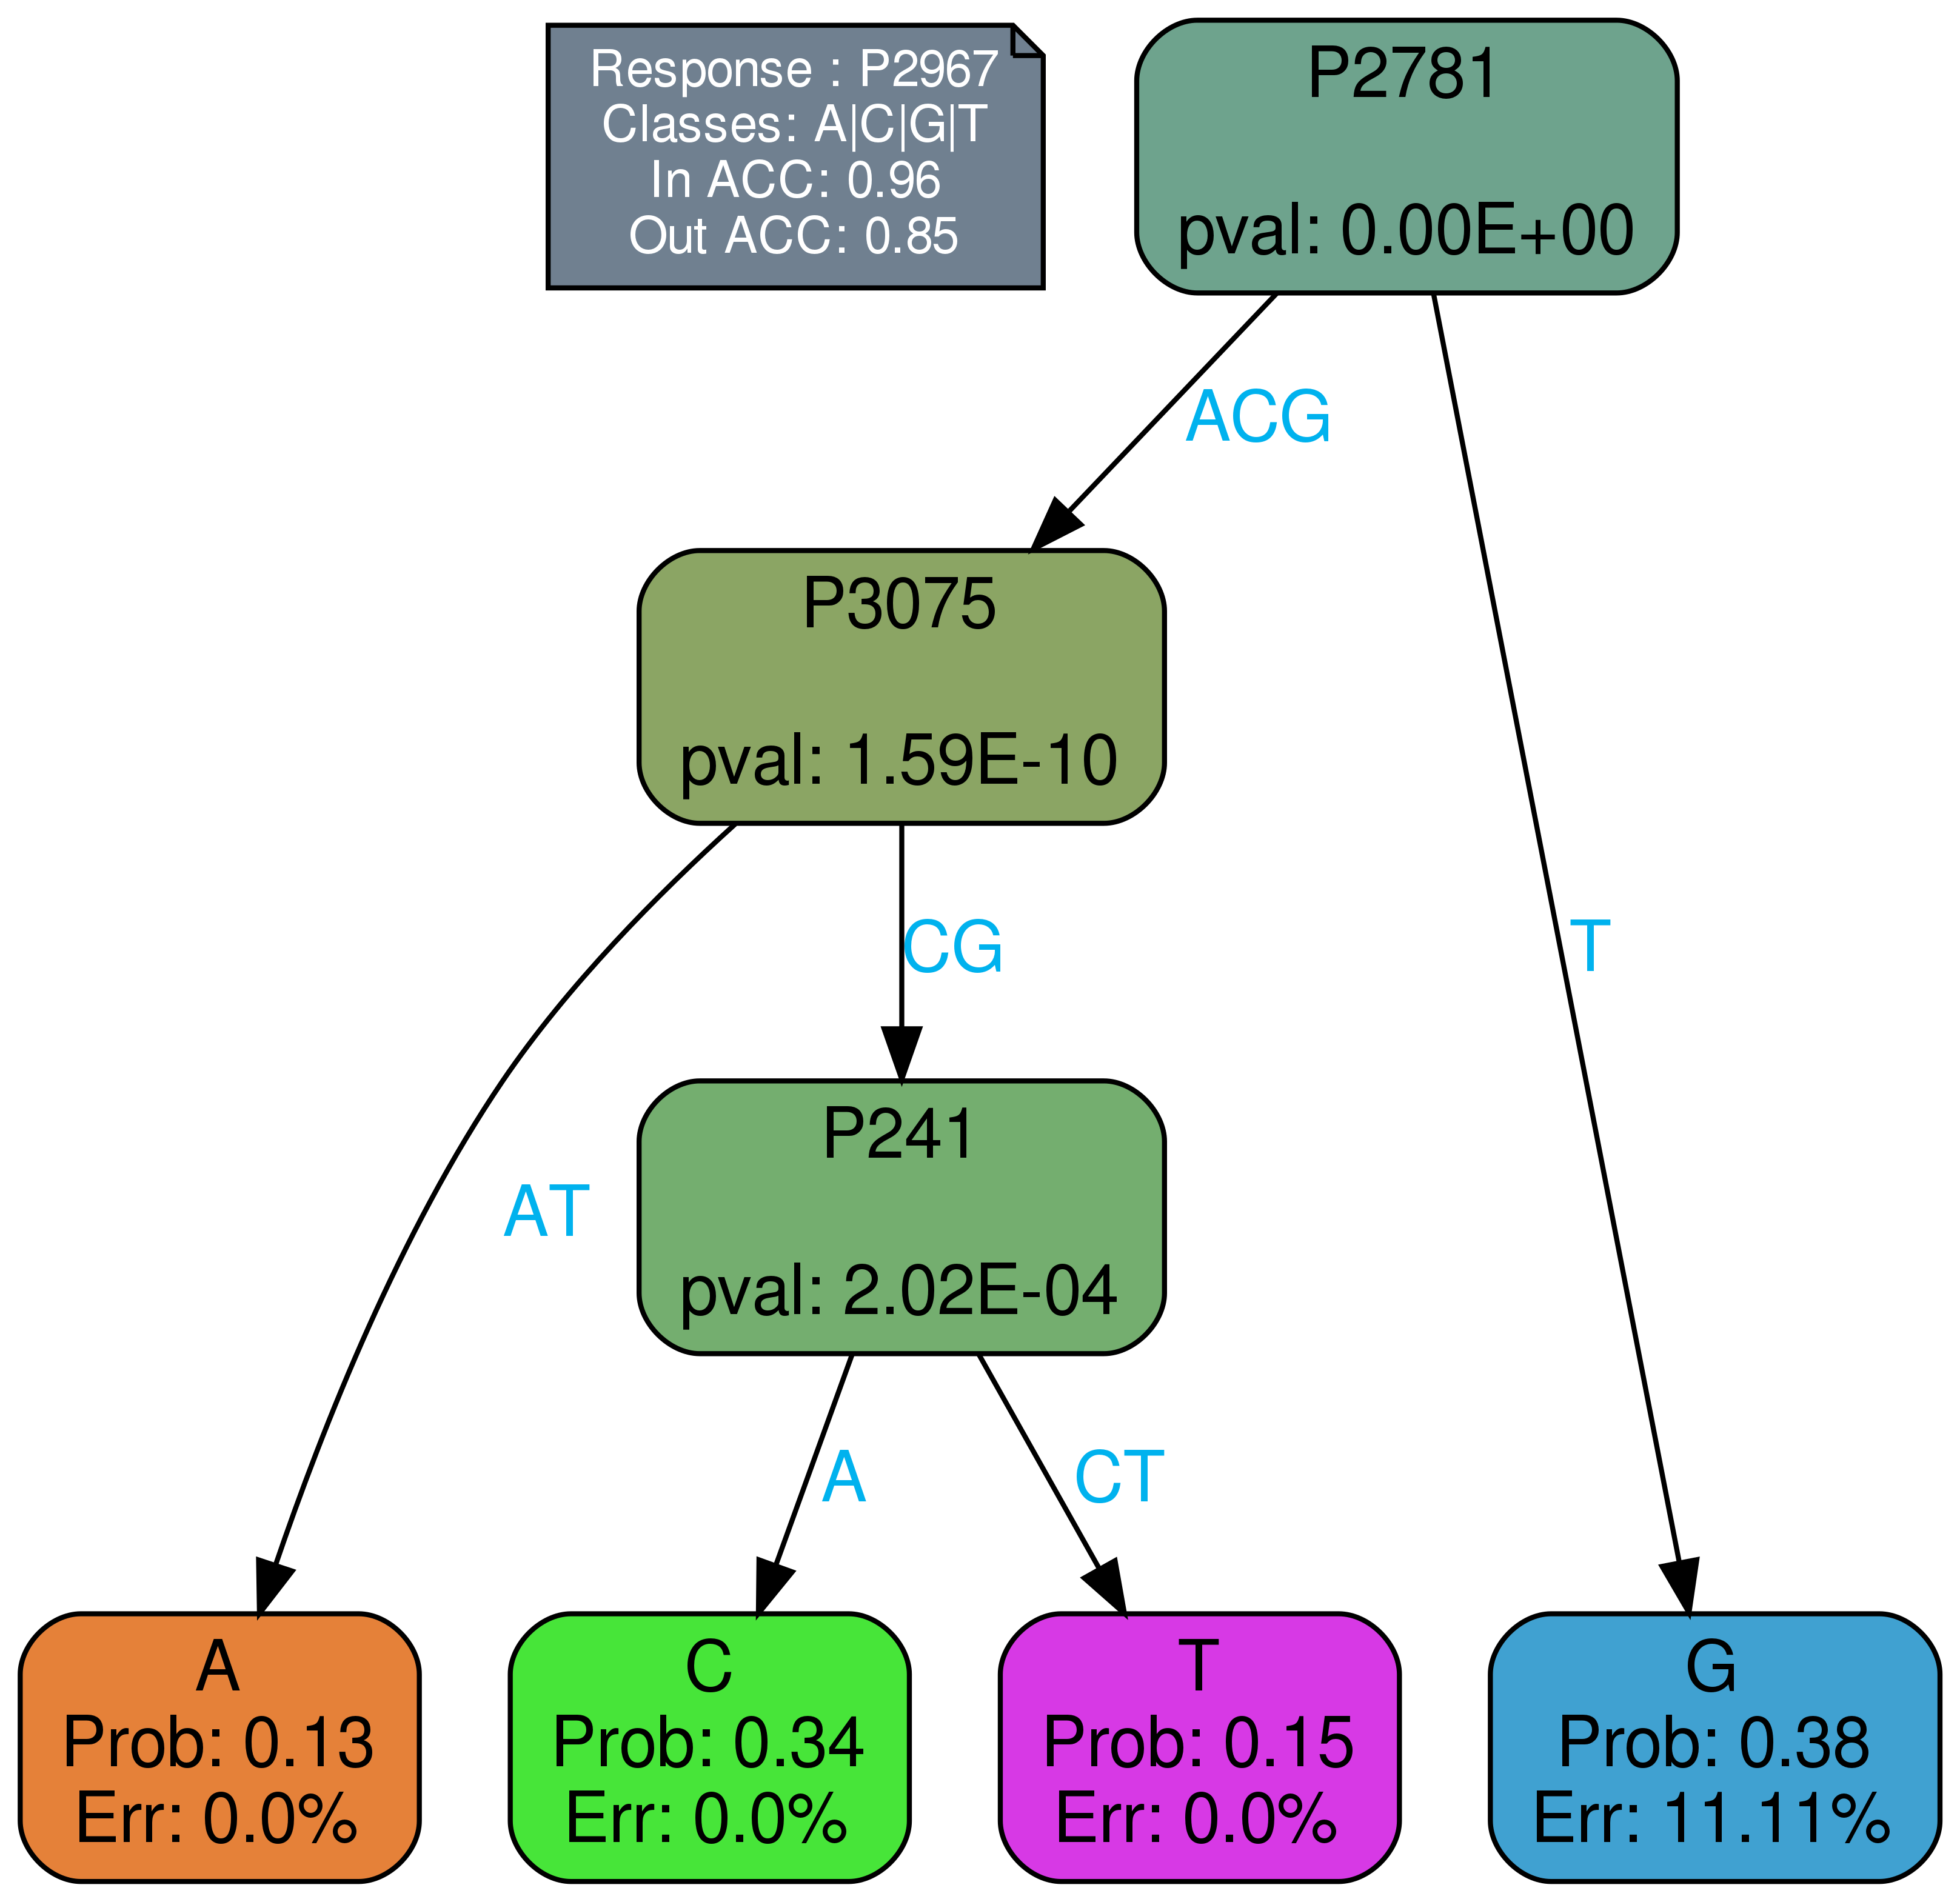 Response : P2967
Classes: A|C|G|T
In ACC: 0.96
Out ACC: 0.85
P2781
pval: 0.00E+00
ACG
T
P3075
pval: 1.59E-10
AT
CG
P241
pval: 2.02E-04
A
CT
A
Prob: 0.13
Err: 0.0%
C
Prob: 0.34
Err: 0.0%
T
Prob: 0.15
Err: 0.0%
G
Prob: 0.38
Err: 11.11%